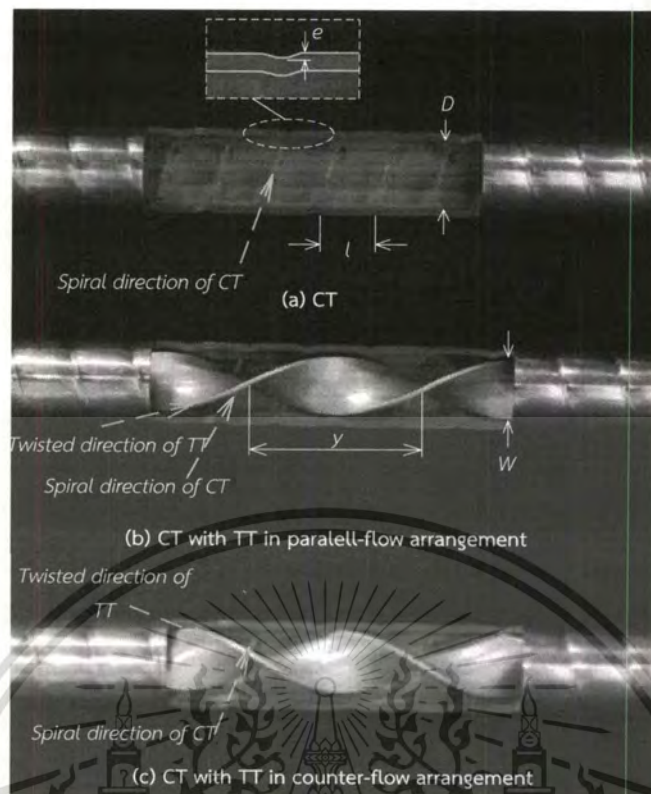 e
D
l
Spiral direction of CT
(a) CT
Twisted direction of TT
y
W
Spiral direction of CT
(b) CT with TT in paralell-flow arrangement
Twisted direction of
TT
Spiral direction of CT
(c) CT with TT in counter-flow arrangement